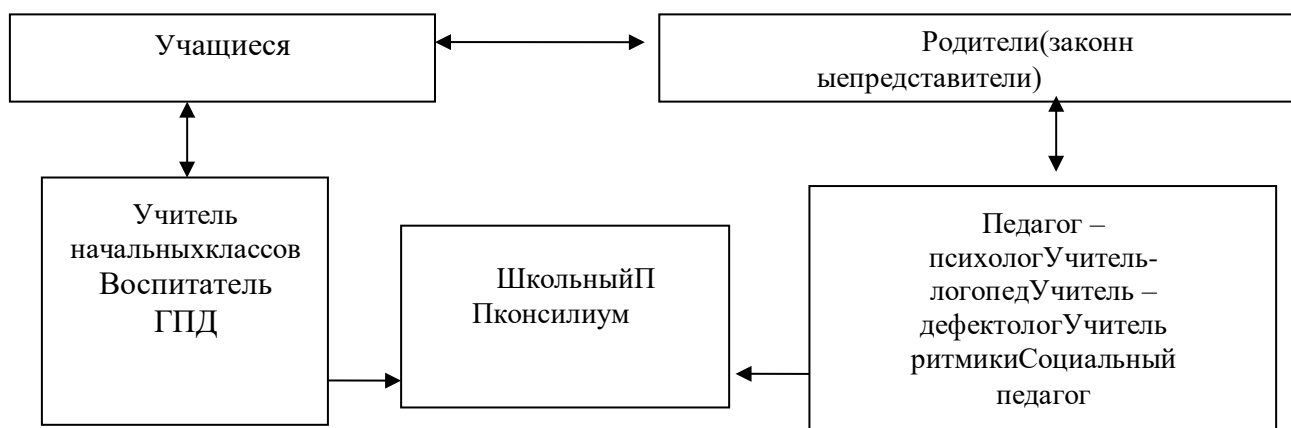 Учащиеся
Родители(законн
ыепредставители)
Учитель
начальныхклассов
Воспитатель
ГПД
ШкольныйП
Пконсилиум
Педагог –
психологУчитель-
логопедУчитель –
дефектологУчитель
ритмикиСоциальный
педагог